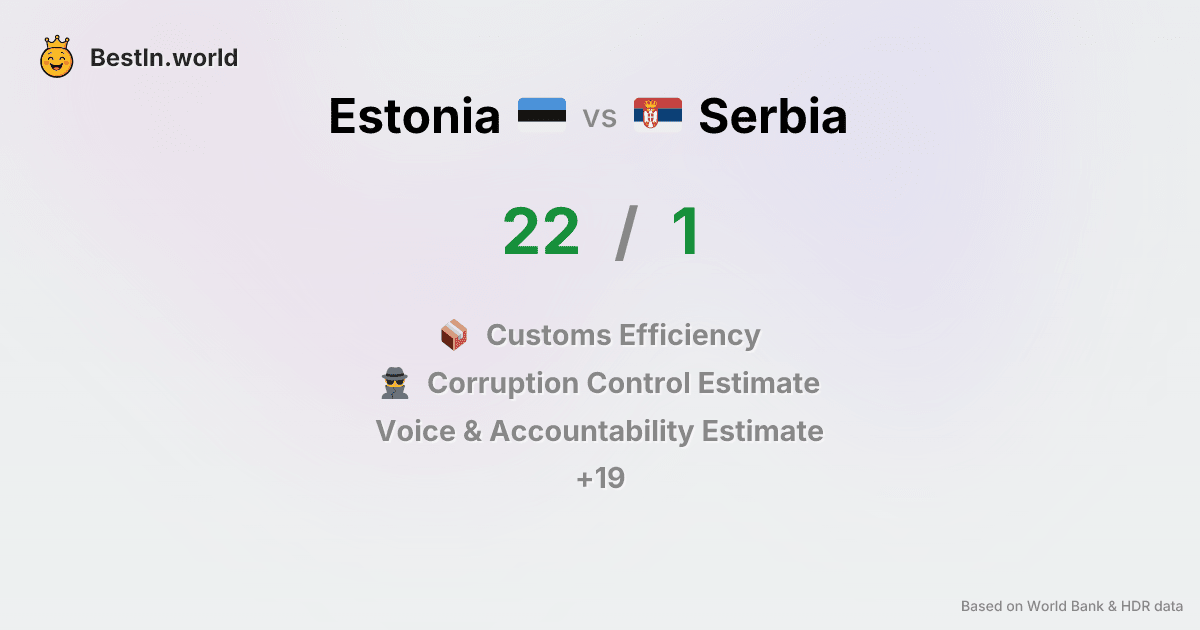 BestIn.world
Estonia vs Serbia
22 / 1
Customs Efficiency
Corruption Control Estimate
Voice & Accountability Estimate
+19
Based on World Bank & HDR data